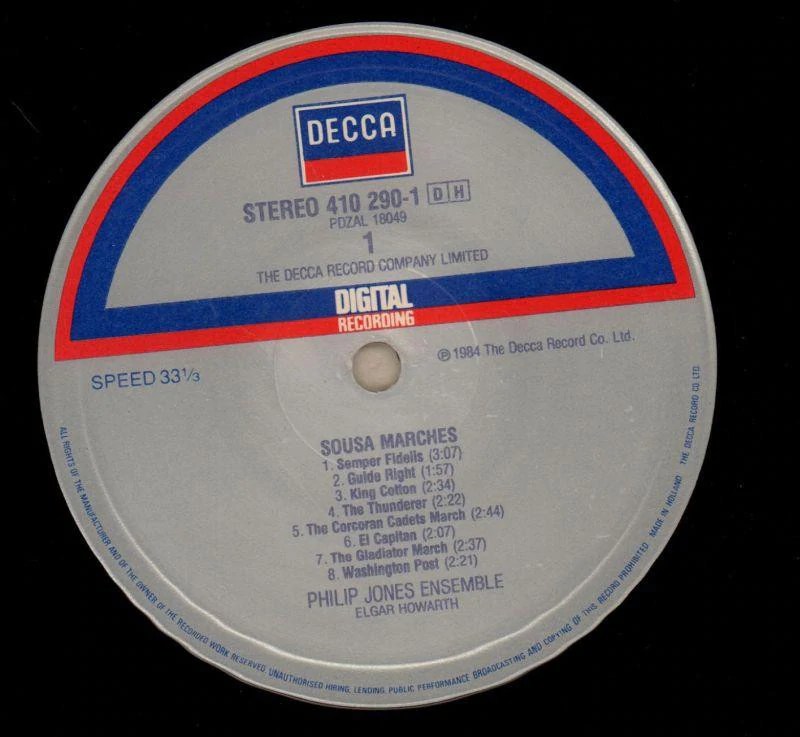 DECCA
STEREO 410 290-1 DH
PDZAL 18049
1
THE DECCA RECORD COMPANY LIMITED
DIGITAL
RECORDING
℗ 1984 The Decca Record Co. Ltd.
SPEED 33⅓
SOUSA MARCHES
1. Semper Fidelis (3:07)
2. Guide Right (1:57)
3. King Cotton (2:34)
4. The Thunderer (2:22)
5. The Corcoran Cadets March (2:44)
6. El Capitan (2:07)
7. The Gladiator March (2:37)
8. Washington Post (2:21)
PHILIP JONES ENSEMBLE
ELGAR HOWARTH
ALL RIGHTS OF THE MANUFACTURER AND OF THE OWNER OF THE RECORDED WORK RESERVED UNAUTHORISED HIRING, LENDING, PUBLIC PERFORMANCE BROADCASTING AND COPYING OF THIS RECORD PROHIBITED MADE IN HOLLAND THE DECCA RECORD CO. LTD.